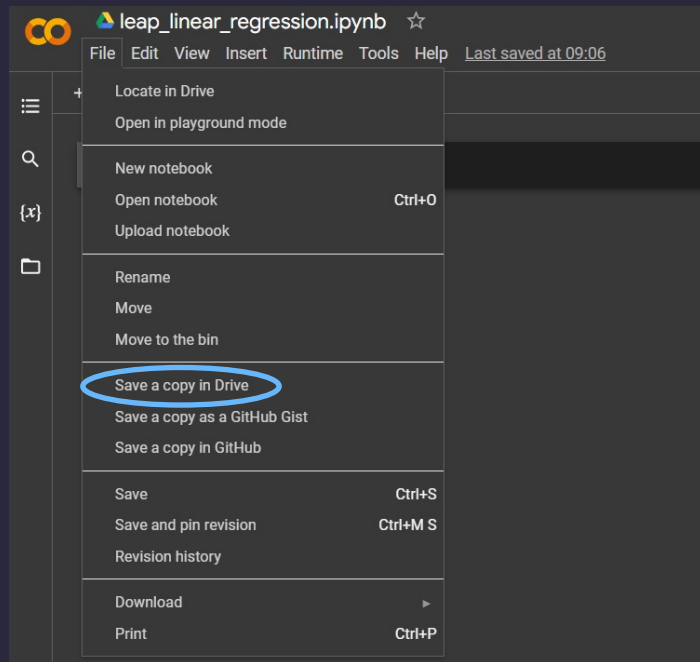 leap_linear_regression.ipynb
File Edit View Insert Runtime Tools Help Last saved at 09:06
+
{x}
Locate in Drive
Open in playground mode
New notebook
Open notebook Ctrl+O
Upload notebook
Rename
Move
Move to the bin
Save a copy in Drive
Save a copy as a GitHub Gist
Save a copy in GitHub
Save Ctrl+S
Save and pin revision Ctrl+M S
Revision history
Download
Print Ctrl+P